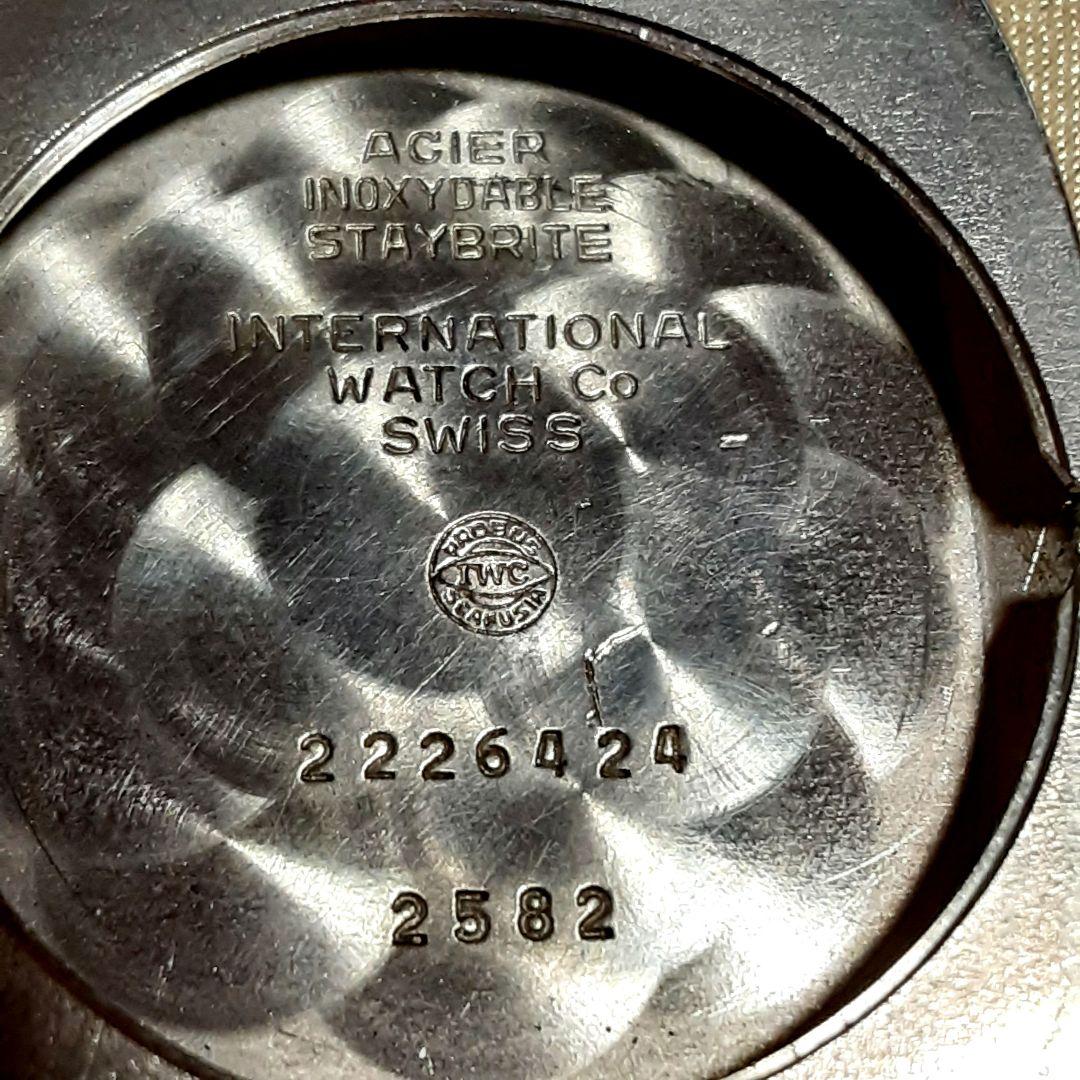 ACIER
INOXYDABLE
STAYBRITE
INTERNATIONAL
WATCH Co
SWISS
PROBUS
IWC
SCAFUSIA
2226424
2582